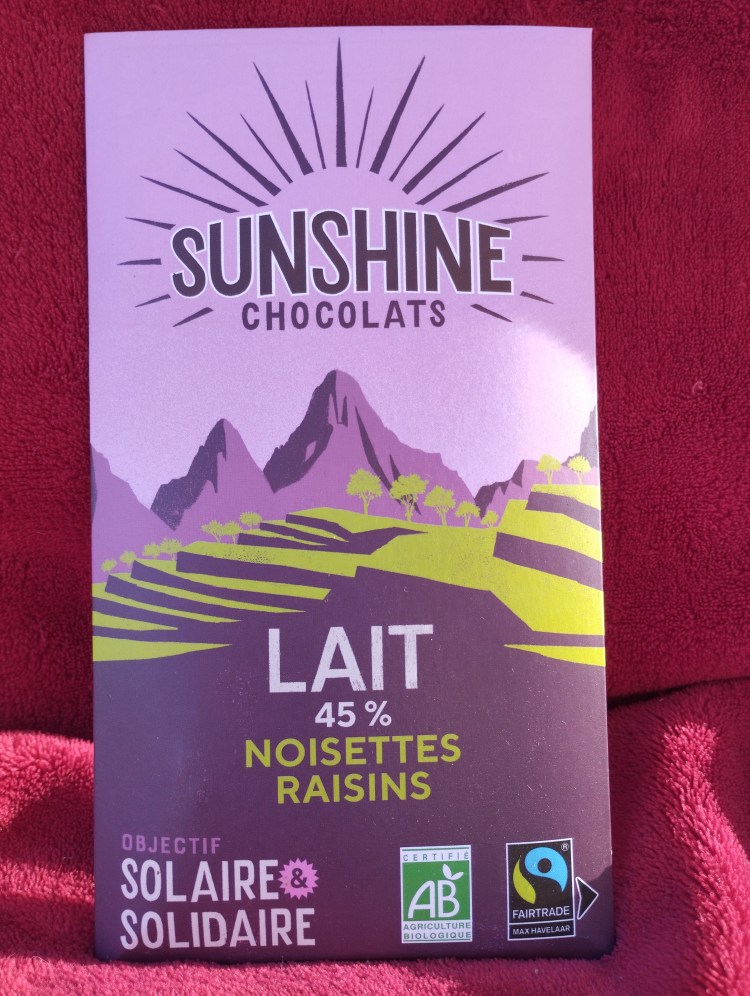 SUNSHINE
CHOCOLATS
LAIT
45 %
NOISETTES
RAISINS
OBJECTIF
SOLAIRE &
SOLIDAIRE
CERTIFIÉ
AB
AGRICULTURE
BIOLOGIQUE
®
FAIRTRADE
MAX HAVELAAR